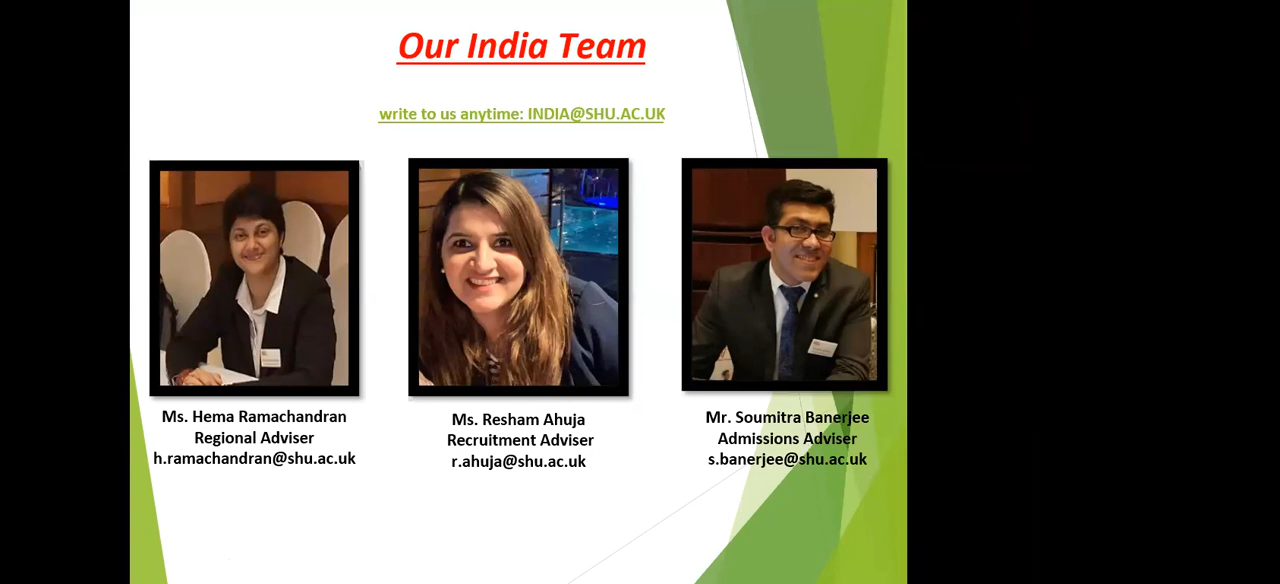 Our India Team
write to us anytime: INDIA@SHU.AC.UK
Ms. Hema Ramachandran
Regional Adviser
h.ramachandran@shu.ac.uk
Ms. Resham Ahuja
Recruitment Adviser
r.ahuja@shu.ac.uk
Mr. Soumitra Banerjee
Admissions Adviser
s.banerjee@shu.ac.uk